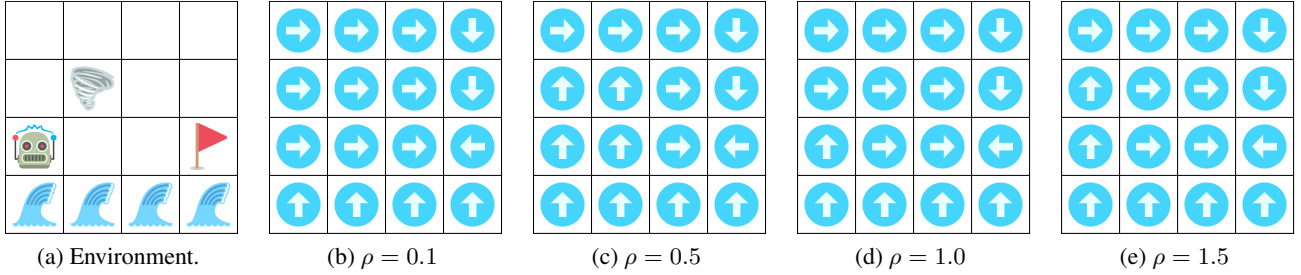 (a) Environment.
(b) ρ = 0.1
(c) ρ = 0.5
(d) ρ = 1.0
(e) ρ = 1.5